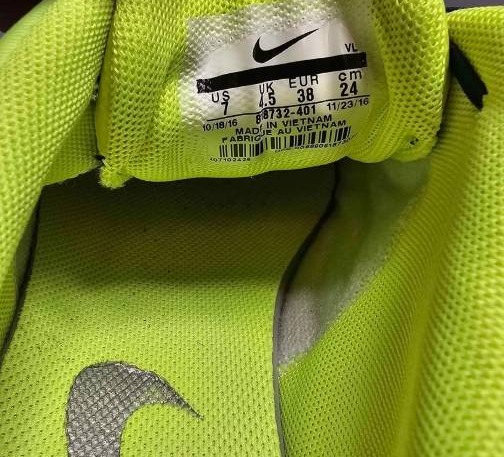 VL
US UK EUR cm
7 4.5 38 24
10/18/16 8732-401 11/23/16
MADE IN VIETNAM
FABRIQUE AU VIETNAM